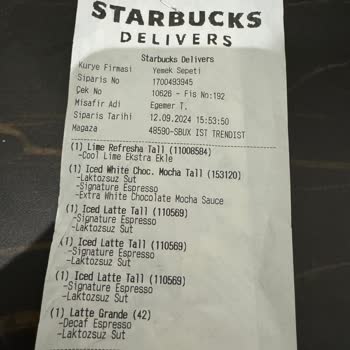 STARBUCKS
DELIVERS
Starbucks Delivers
Kurye Firmasi Yemek Sepeti
Siparis No 1700493945
Çek No 10626 - Fis No:192
Misafir Adi Egemer T.
Siparis Tarihi 12.09.2024 15:53:50
Magaza 48590-SBUX IST TRENDIST
(1) Lime Refresha Tall (11008584)
-Cool Lime Ekstra Ekle
(1) Iced White Choc. Mocha Tall (153120)
-Laktozsuz Sut
-Signature Espresso
-Extra White Chocolate Mocha Sauce
(1) Iced Latte Tall (110569)
-Signature Espresso
-Laktozsuz Sut
(1) Iced Latte Tall (110569)
-Signature Espresso
-Laktozsuz Sut
(1) Iced Latte Tall (110569)
-Signature Espresso
-Laktozsuz Sut
(1) Latte Grande (42)
-Decaf Espresso
-Laktozsuz Sut